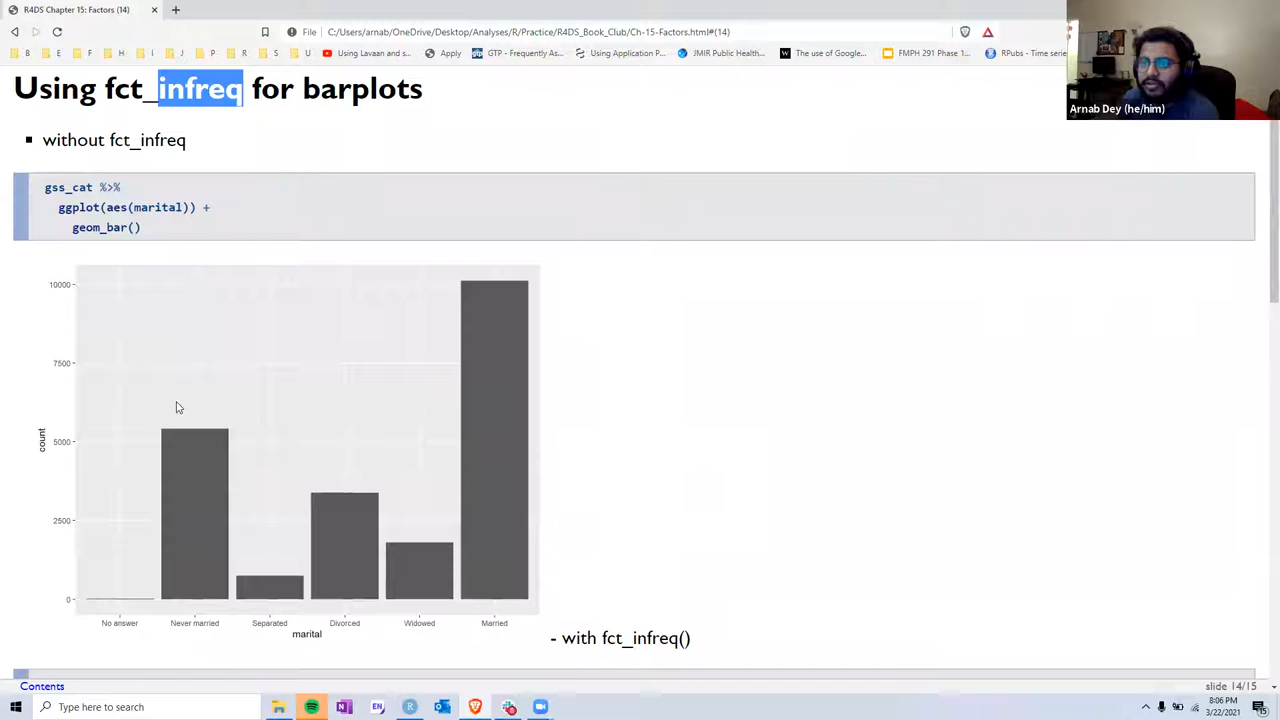 R4DS Chapter 15: Factors (14)
File
C:/Users/arnab/OneDrive/Desktop/Analyses/R/Practice/R4DS_Book_Club/Ch-15-Factors.html#(14)
B E F H I J P R S U Using Lavaan and s... Apply GTP - Frequently As... Using Application P... JMIR Public Health... The use of Google... FMPH 291 Phase 1... RPubs - Time serie
Arnab Dey (he/him)
Using fct_infreq for barplots
without fct_infreq
gss_cat %>%
ggplot(aes(marital)) +
geom_bar()
10000
7500
5000
2500
0
count
No answer Never married Separated Divorced Widowed Married
marital
- with fct_infreq()
Contents
slide 14/15
Type here to search
8:06 PM
3/22/2021